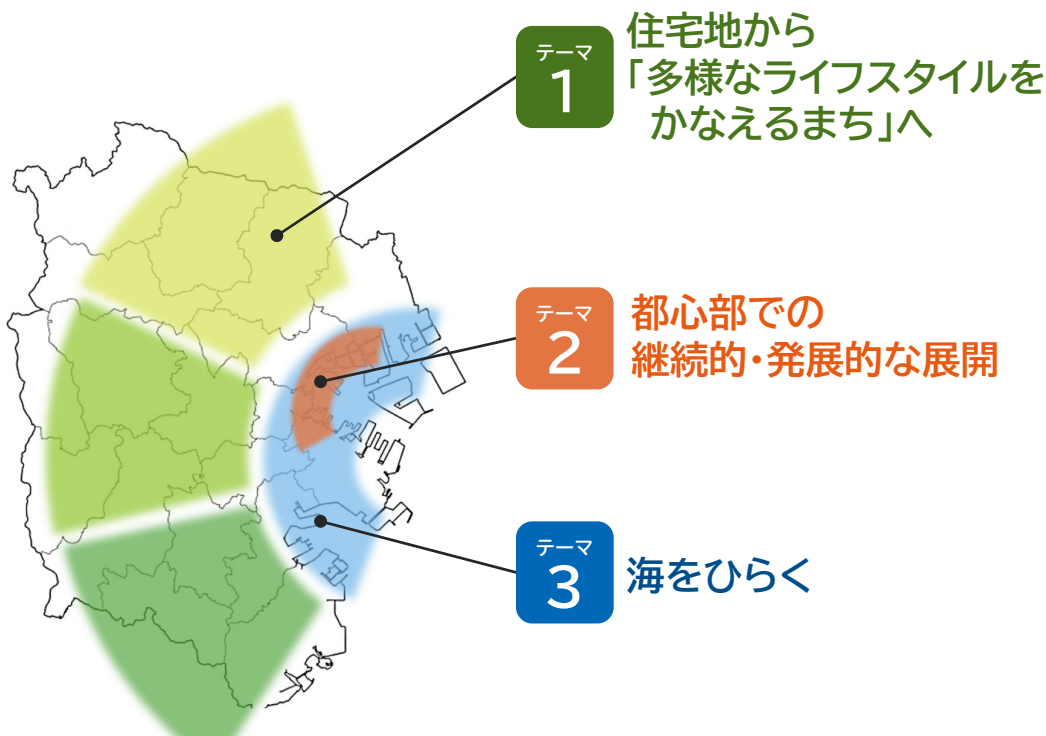 テーマ
1
住宅地から
「多様なライフスタイルを
かなえるまち」へ
テーマ
2
都心部での
継続的・発展的な展開
テーマ
3
海をひらく